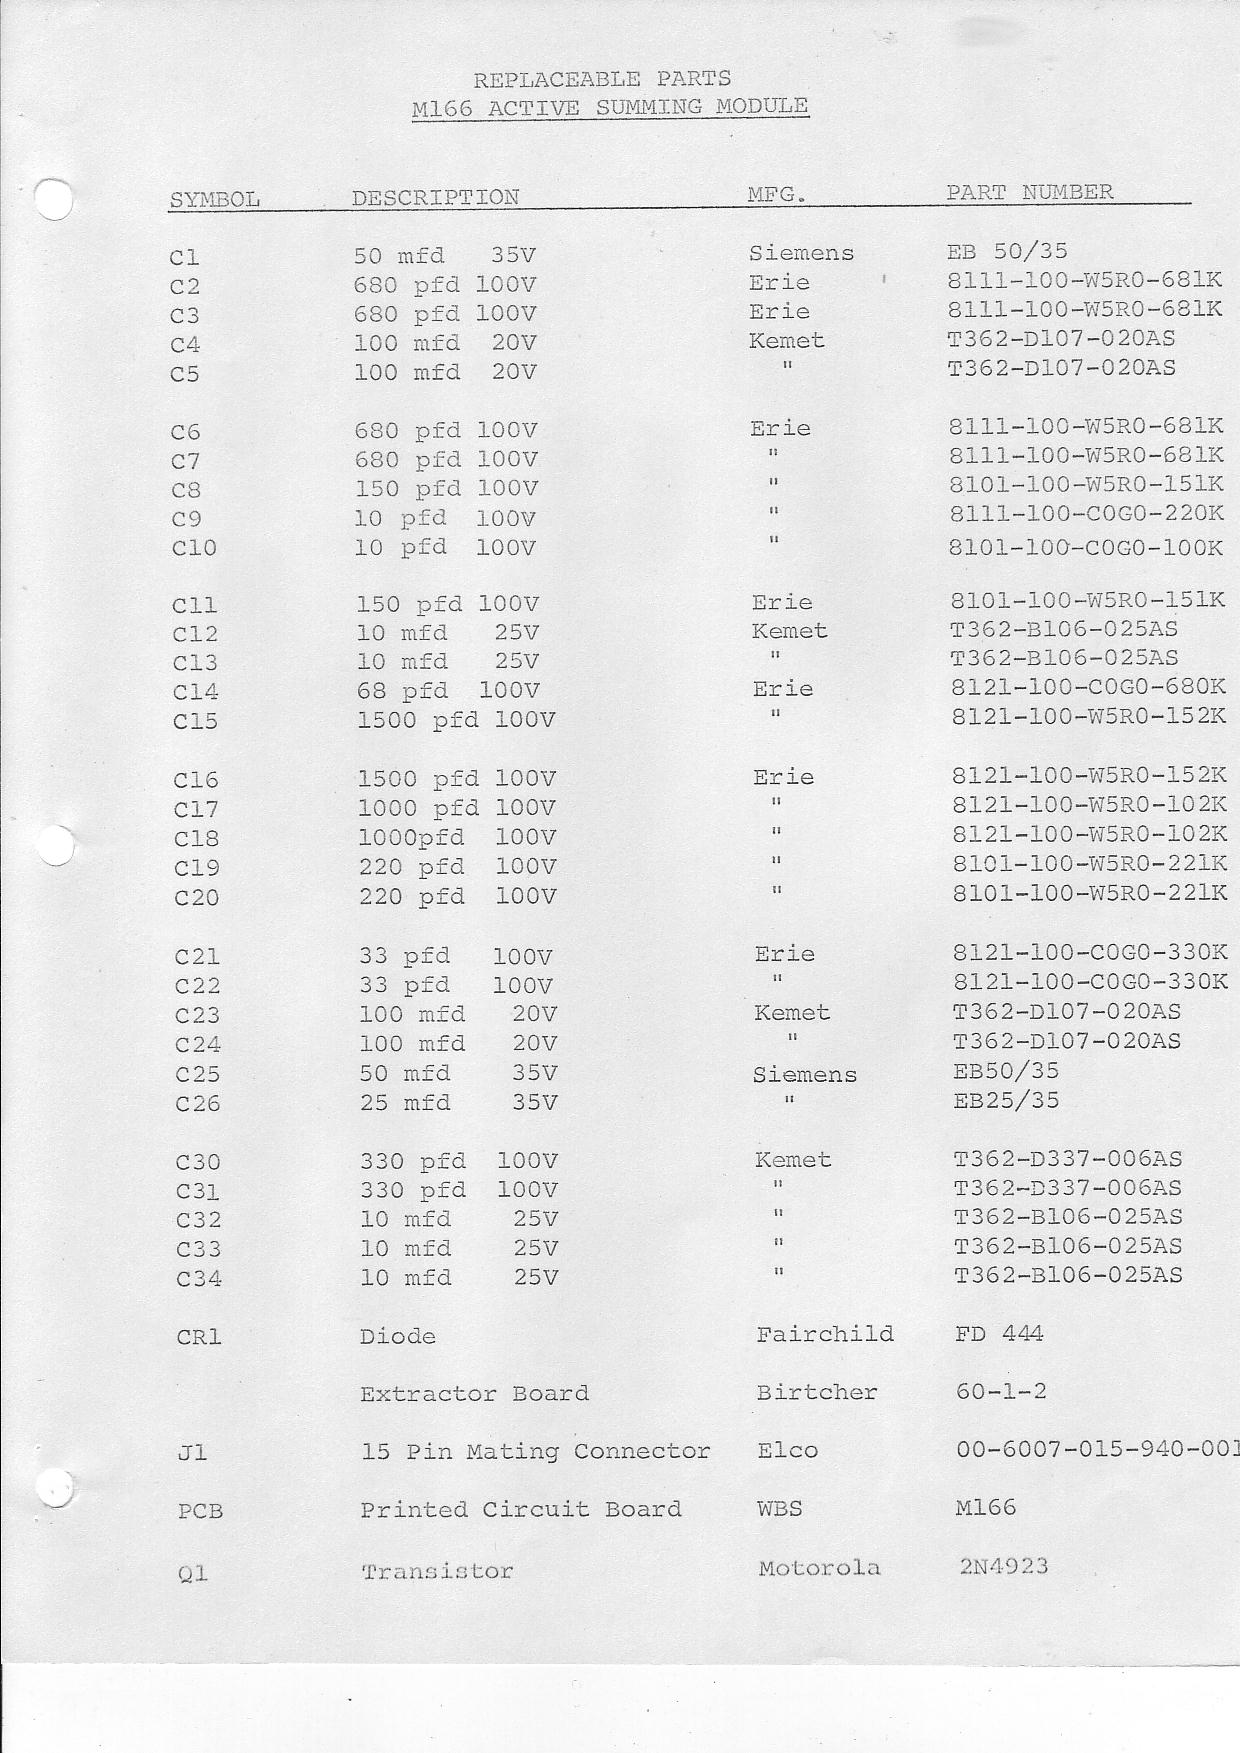 REPLACEABLE PARTS
M166 ACTIVE SUMMING MODULE
SYMBOL DESCRIPTION MFG. PART NUMBER
C1 50 mfd 35V Siemens EB 50/35
C2 680 pfd 100V Erie 8111-100-W5R0-681K
C3 680 pfd 100V Erie 8111-100-W5R0-681K
C4 100 mfd 20V Kemet T362-D107-020AS
C5 100 mfd 20V " T362-D107-020AS
C6 680 pfd 100V Erie 8111-100-W5R0-681K
C7 680 pfd 100V " 8111-100-W5R0-681K
C8 150 pfd 100V " 8101-100-W5R0-151K
C9 10 pfd 100V " 8111-100-C0G0-220K
C10 10 pfd 100V " 8101-100-C0G0-100K
C11 150 pfd 100V Erie 8101-100-W5R0-151K
C12 10 mfd 25V Kemet T362-B106-025AS
C13 10 mfd 25V " T362-B106-025AS
C14 68 pfd 100V Erie 8121-100-C0G0-680K
C15 1500 pfd 100V " 8121-100-W5R0-152K
C16 1500 pfd 100V Erie 8121-100-W5R0-152K
C17 1000 pfd 100V " 8121-100-W5R0-102K
C18 1000pfd 100V " 8121-100-W5R0-102K
C19 220 pfd 100V " 8101-100-W5R0-221K
C20 220 pfd 100V " 8101-100-W5R0-221K
C21 33 pfd 100V Erie 8121-100-C0G0-330K
C22 33 pfd 100V " 8121-100-C0G0-330K
C23 100 mfd 20V Kemet T362-D107-020AS
C24 100 mfd 20V " T362-D107-020AS
C25 50 mfd 35V Siemens EB50/35
C26 25 mfd 35V " EB25/35
C30 330 pfd 100V Kemet T362-D337-006AS
C31 330 pfd 100V " T362-D337-006AS
C32 10 mfd 25V " T362-B106-025AS
C33 10 mfd 25V " T362-B106-025AS
C34 10 mfd 25V " T362-B106-025AS
CR1 Diode Fairchild FD 444
Extractor Board Birtcher 60-1-2
J1 15 Pin Mating Connector Elco 00-6007-015-940-001
PCB Printed Circuit Board WBS M166
Q1 Transistor Motorola 2N4923